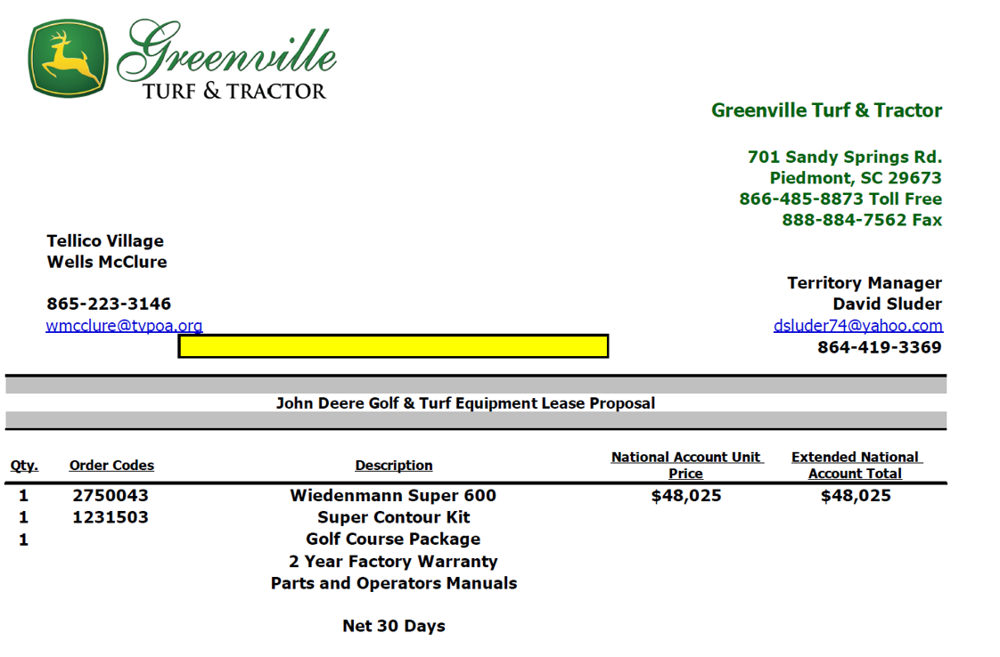 Greenville
TURF & TRACTOR
Greenville Turf & Tractor
701 Sandy Springs Rd.
Piedmont, SC 29673
866-485-8873 Toll Free
888-884-7562 Fax
Tellico Village
Wells McClure
865-223-3146
wmcclure@tvpoa.org
Territory Manager
David Sluder
dsluder74@yahoo.com
864-419-3369
John Deere Golf & Turf Equipment Lease Proposal
Qty. Order Codes Description National Account Unit Price Extended National Account Total
1 2750043 Wiedenmann Super 600 $48,025 $48,025
1 1231503 Super Contour Kit
1 Golf Course Package
2 Year Factory Warranty
Parts and Operators Manuals
Net 30 Days